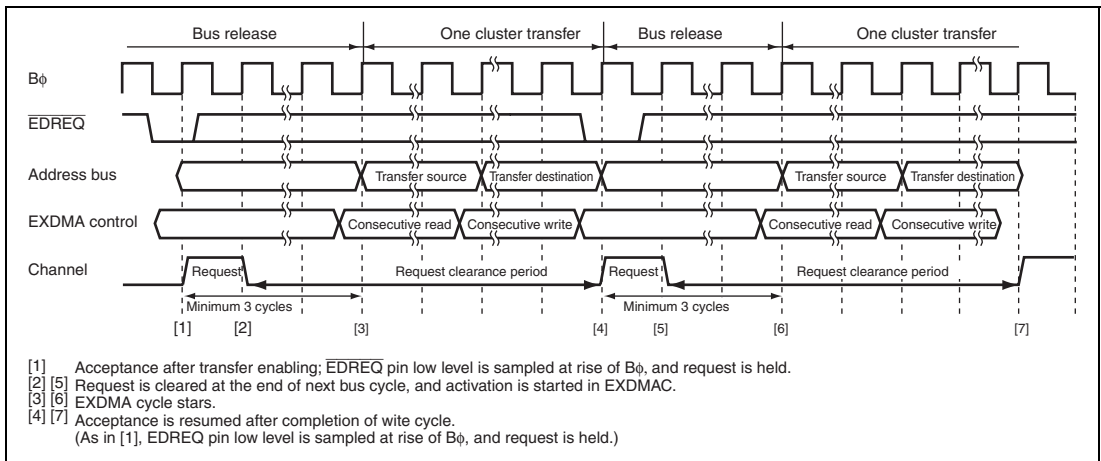 Bus release One cluster transfer Bus release One cluster transfer
Bϕ
EDREQ
Address bus Transfer source Transfer destination Transfer source Transfer destination
EXDMA control Consecutive read Consecutive write Consecutive read Consecutive write
Channel Request Request clearance period Request Request clearance period
Minimum 3 cycles Minimum 3 cycles
[1] [2] [3] [4] [5] [6] [7]
[1] Acceptance after transfer enabling; EDREQ pin low level is sampled at rise of Bϕ, and request is held.
[2] [5] Request is cleared at the end of next bus cycle, and activation is started in EXDMAC.
[3] [6] EXDMA cycle stars.
[4] [7] Acceptance is resumed after completion of wite cycle.
(As in [1], EDREQ pin low level is sampled at rise of Bϕ, and request is held.)